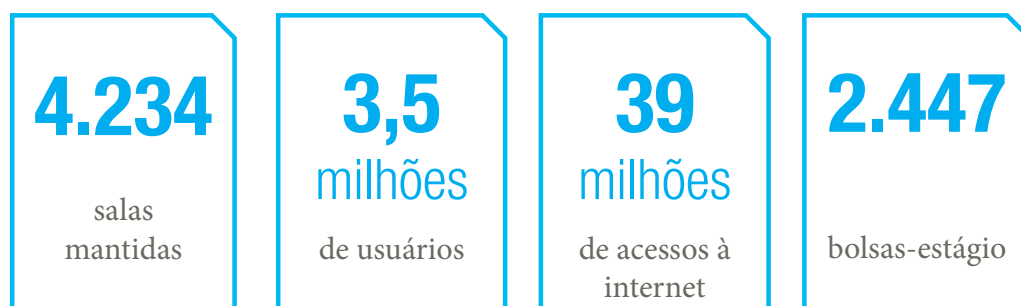 4.234
salas
mantidas
3,5
milhões
de usuários
39
milhões
de acessos à
internet
2.447
bolsas-estágio